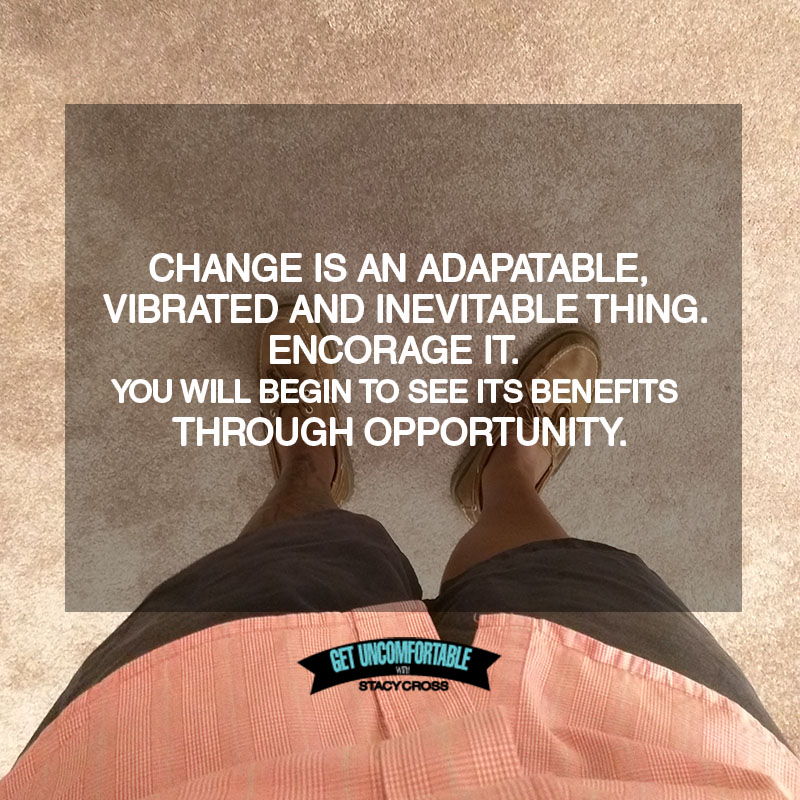 CHANGE IS AN ADAPATABLE,
VIBRATED AND INEVITABLE THING.
ENCORAGE IT.
YOU WILL BEGIN TO SEE ITS BENEFITS
THROUGH OPPORTUNITY.
GET UNCOMFORTABLE
WITH
STACY CROSS